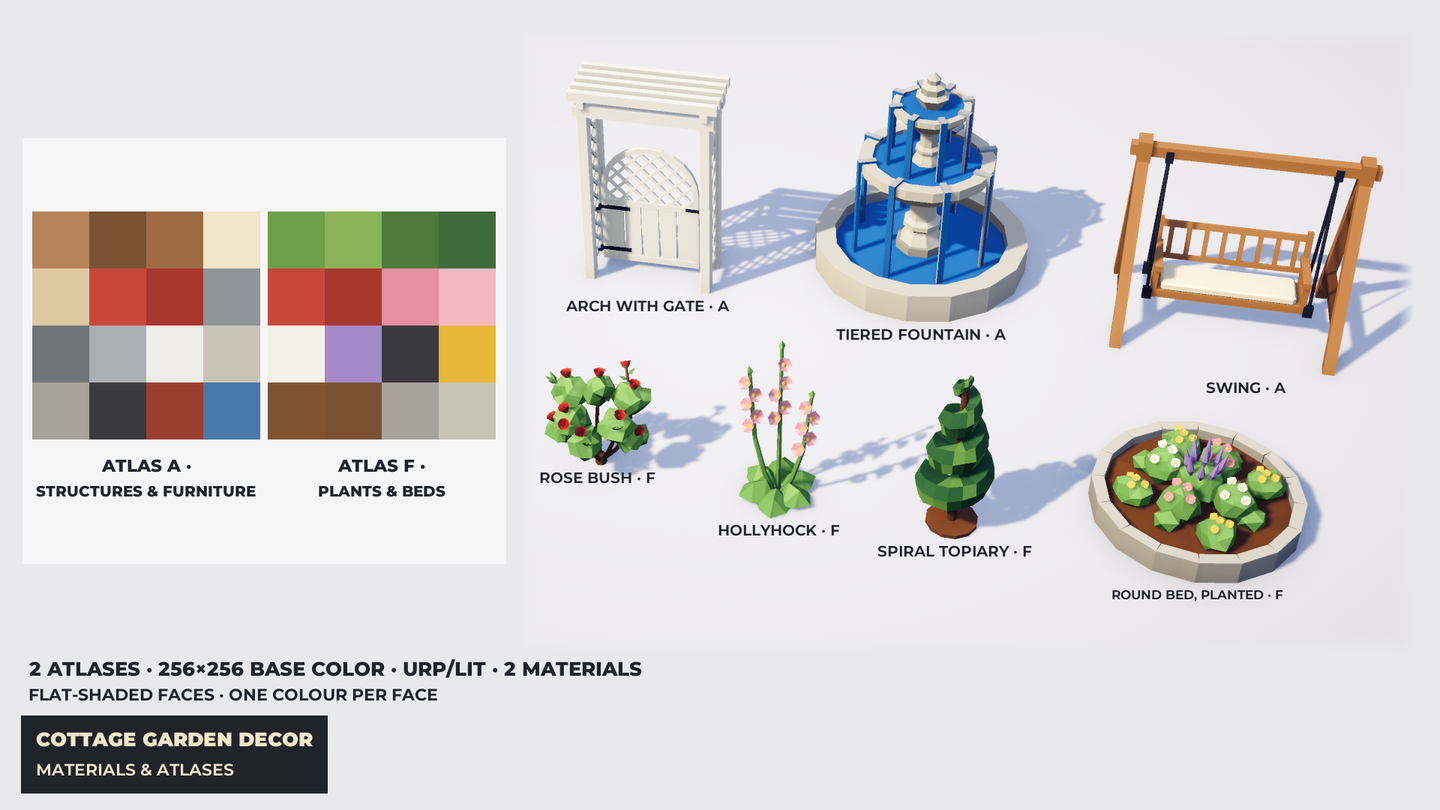 ARCH WITH GATE · A
TIERED FOUNTAIN · A
SWING · A
ATLAS A ·
STRUCTURES & FURNITURE
ATLAS F ·
PLANTS & BEDS
ROSE BUSH · F
HOLLYHOCK · F
SPIRAL TOPIARY · F
ROUND BED, PLANTED · F
2 ATLASES · 256×256 BASE COLOR · URP/LIT · 2 MATERIALS
FLAT-SHADED FACES · ONE COLOUR PER FACE
COTTAGE GARDEN DECOR
MATERIALS & ATLASES